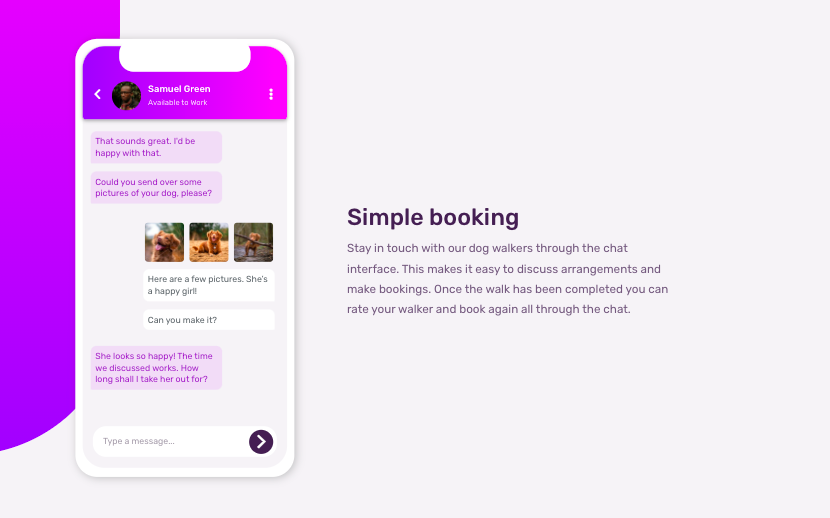 Samuel Green
Available to Work
That sounds great. I'd be
happy with that.
Could you send over some
pictures of your dog, please?
Here are a few pictures. She's
a happy girl!
Can you make it?
She looks so happy! The time
we discussed works. How
long shall I take her out for?
Type a message...
Simple booking
Stay in touch with our dog walkers through the chat
interface. This makes it easy to discuss arrangements and
make bookings. Once the walk has been completed you can
rate your walker and book again all through the chat.